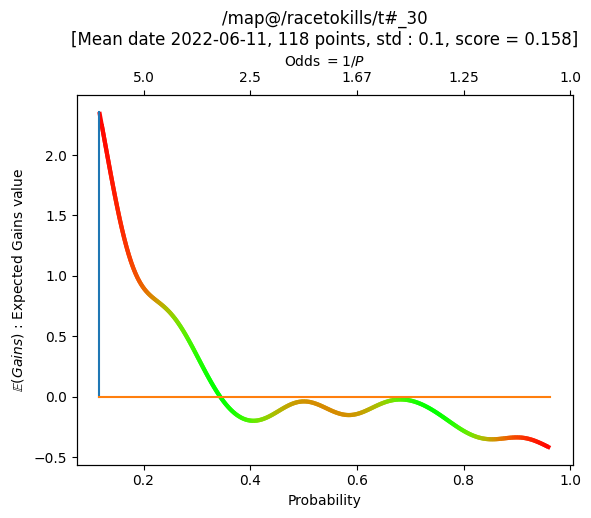 /map@/racetokills/t#_30
[Mean date 2022-06-11, 118 points, std : 0.1, score = 0.158]
Odds = 1/P
5.0 2.5 1.67 1.25 1.0
2.0
1.5
1.0
0.5
0.0
−0.5
𝔼(Gains) : Expected Gains value
0.2 0.4 0.6 0.8 1.0
Probability